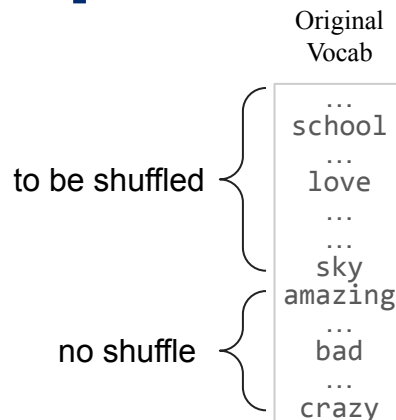 Original
Vocab
...
school
...
to be shuffled
love
...
...
sky
amazing
...
no shuffle
bad
...
crazy